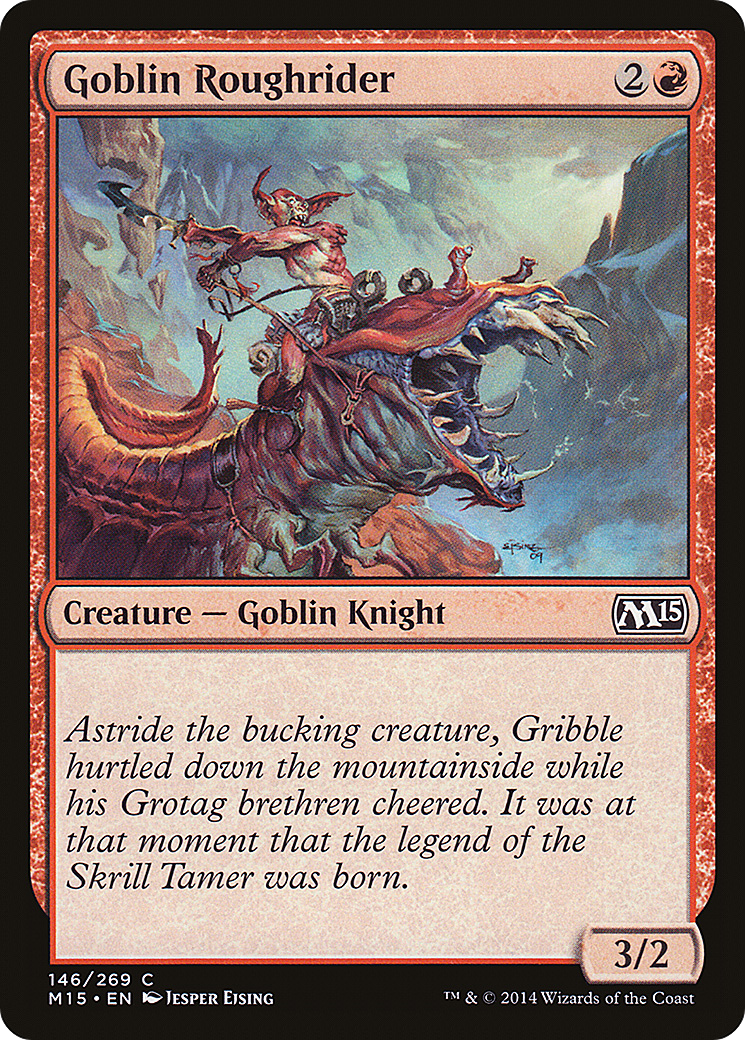 Goblin Roughrider 2
Creature — Goblin Knight M15
Astride the bucking creature, Gribble
hurtled down the mountainside while
his Grotag brethren cheered. It was at
that moment that the legend of the
Skrill Tamer was born.
3/2
146/269 C
M15 • EN Jesper Ejsing ™ & © 2014 Wizards of the Coast